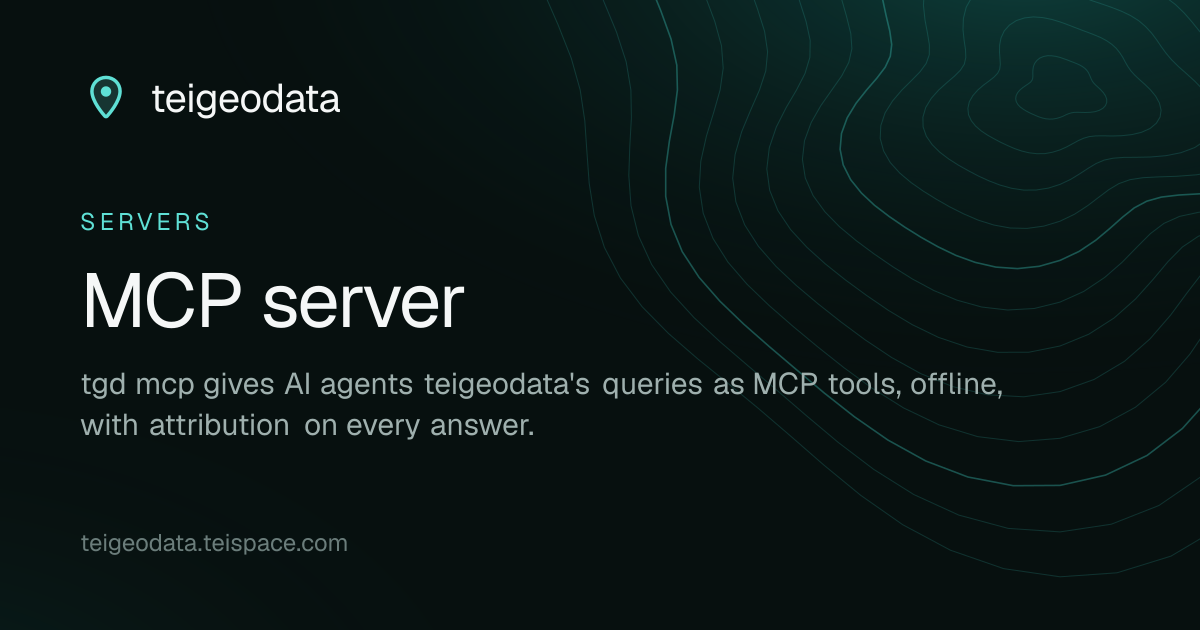 teigeodata
SERVERS
MCP server
tgd mcp gives AI agents teigeodata's queries as MCP tools, offline,
with attribution on every answer.
teigeodata.teispace.com